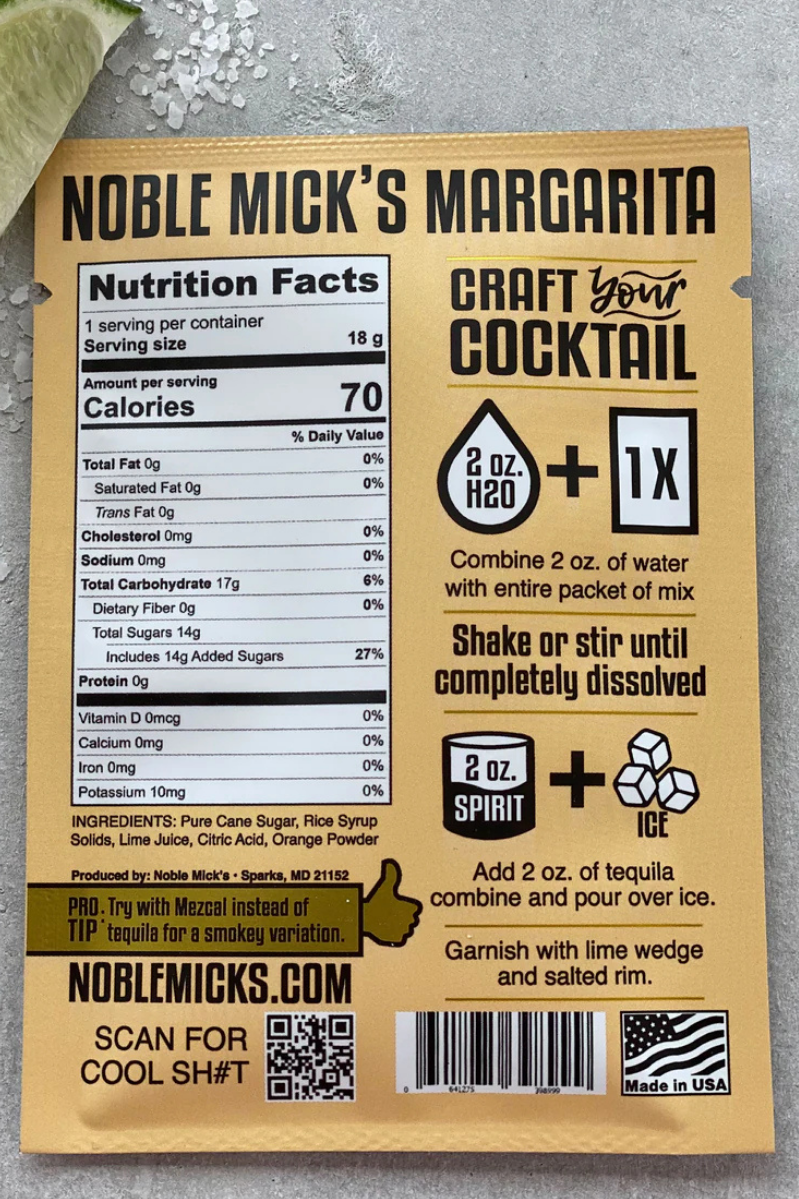 NOBLE MICK'S MARGARITA
Nutrition Facts
1 serving per container
Serving size 18 g
Amount per serving
Calories 70
% Daily Value
Total Fat 0g 0%
Saturated Fat 0g 0%
Trans Fat 0g
Cholesterol 0mg 0%
Sodium 0mg 0%
Total Carbohydrate 17g 6%
Dietary Fiber 0g 0%
Total Sugars 14g
Includes 14g Added Sugars 27%
Protein 0g
Vitamin D 0mcg 0%
Calcium 0mg 0%
Iron 0mg 0%
Potassium 10mg 0%
INGREDIENTS: Pure Cane Sugar, Rice Syrup
Solids, Lime Juice, Citric Acid, Orange Powder
Produced by: Noble Mick's • Sparks, MD 21152
PRO. Try with Mezcal instead of
TIP tequila for a smokey variation.
NOBLEMICKS.COM
SCAN FOR
COOL SH#T
CRAFT your
COCKTAIL
2 oz.
H2O
+
1X
Combine 2 oz. of water
with entire packet of mix
Shake or stir until
completely dissolved
2 oz.
SPIRIT
+
ICE
Add 2 oz. of tequila
combine and pour over ice.
Garnish with lime wedge
and salted rim.
Made in USA